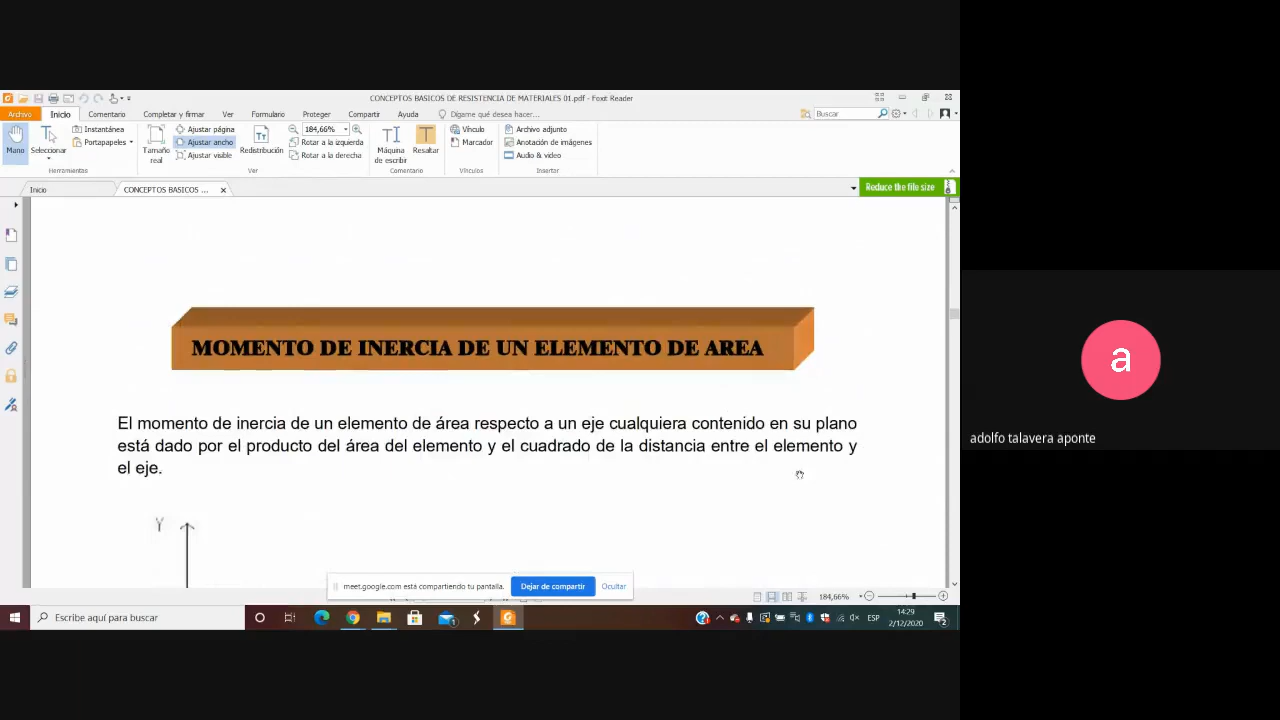 CONCEPTOS BASICOS DE RESISTENCIA DE MATERIALES 01.pdf - Foxit Reader
Archivo Inicio Comentario Completar y firmar Ver Formulario Proteger Compartir Ayuda Digame qué desea hacer... Buscar
Mano
Seleccionar
Instantánea
Portapapeles
Herramientas
Tamaño real
Ajustar página
Ajustar ancho
Ajustar visible
Redistribución
184,66%
Rotar a la izquierda
Rotar a la derecha
Ver
Máquina de escribir
Resaltar
Comentario
Vínculo
Marcador
Vínculos
Archivo adjunto
Anotación de imágenes
Audio & video
Insertar
Inicio CONCEPTOS BASICOS ... Reduce the file size
MOMENTO DE INERCIA DE UN ELEMENTO DE AREA
El momento de inercia de un elemento de área respecto a un eje cualquiera contenido en su plano
está dado por el producto del área del elemento y el cuadrado de la distancia entre el elemento y
el eje.
Y
meet.google.com está compartiendo tu pantalla. Dejar de compartir Ocultar
184,66%
Escribe aquí para buscar
ESP
14:29
2/12/2020
a
adolfo talavera aponte